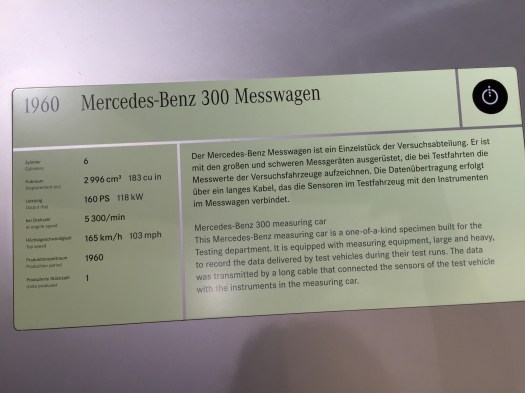 1960 Mercedes-Benz 300 Messwagen
Zylinder 6
Cylinders
Hubraum 2 996 cm³ 183 cu in
Displacement
Leistung 160 PS 118 kW
Output
bei Drehzahl 5 300/min
at engine speed
Höchstgeschwindigkeit 165 km/h 103 mph
Top speed
Produktionszeitraum 1960
Production period
Produzierte Stückzahl 1
Units produced
Der Mercedes-Benz Messwagen ist ein Einzelstück der Versuchsabteilung. Er ist
mit den großen und schweren Messgeräten ausgerüstet, die bei Testfahrten die
Messwerte der Versuchsfahrzeuge aufzeichnen. Die Datenübertragung erfolgt
über ein langes Kabel, das die Sensoren im Testfahrzeug mit den Instrumenten
im Messwagen verbindet.
Mercedes-Benz 300 measuring car
This Mercedes-Benz measuring car is a one-of-a-kind specimen built for the
Testing department. It is equipped with measuring equipment, large and heavy,
to record the data delivered by test vehicles during their test runs. The data
was transmitted by a long cable that connected the sensors of the test vehicle
with the instruments in the measuring car.